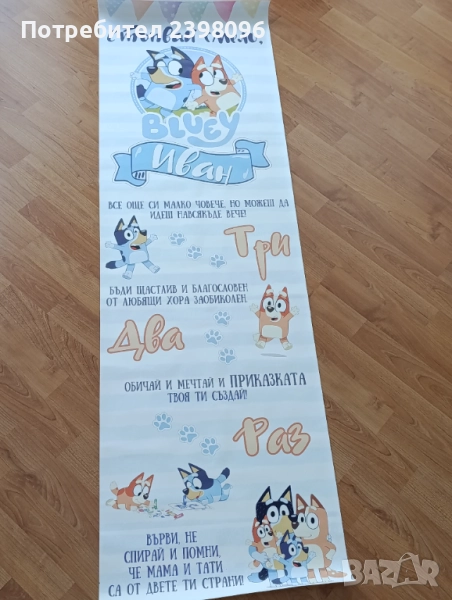 Потребител 2398096
BLUEY
Иван
ВСЕ ОЩЕ СИ МАЛКО ЧОВЕЧЕ, НО МОЖЕШ ДА
ИДЕШ НАВСЯКЪДЕ ВЕЧЕ!
Три
БЪДИ ЩАСТЛИВ И БЛАГОСЛОВЕН
ОТ ЛЮБЯЩИ ХОРА ЗАОБИКОЛЕН
Два
ОБИЧАЙ И МЕЧТАЙ И ПРИКАЗКАТА
ТВОЯ ТИ СЪЗДАЙ!
Раз
ВЪРВИ, НЕ
СПИРАЙ И ПОМНИ,
ЧЕ МАМА И ТАТИ
СА ОТ ДВЕТЕ ТИ СТРАНИ!
BAZAR